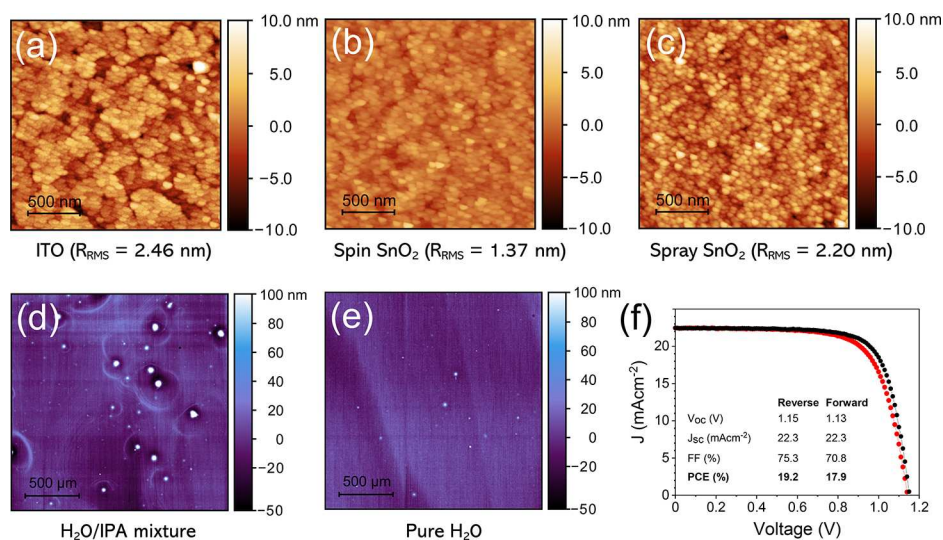 (a)
10.0 nm
5.0
0.0
−5.0
−10.0
500 nm
ITO (RRMS = 2.46 nm)
(b)
10.0 nm
5.0
0.0
−5.0
−10.0
500 nm
Spin SnO2 (RRMS = 1.37 nm)
(c)
10.0 nm
5.0
0.0
−5.0
−10.0
500 nm
Spray SnO2 (RRMS = 2.20 nm)
(d)
100 nm
80
60
40
20
0
−50
500 µm
H2O/IPA mixture
(e)
100 nm
80
60
40
20
0
−50
500 µm
Pure H2O
(f)
J (mAcm-2)
20
15
10
5
0
Reverse Forward
VOC (V) 1.15 1.13
JSC (mAcm-2) 22.3 22.3
FF (%) 75.3 70.8
PCE (%) 19.2 17.9
0 0.2 0.4 0.6 0.8 1.0 1.2
Voltage (V)